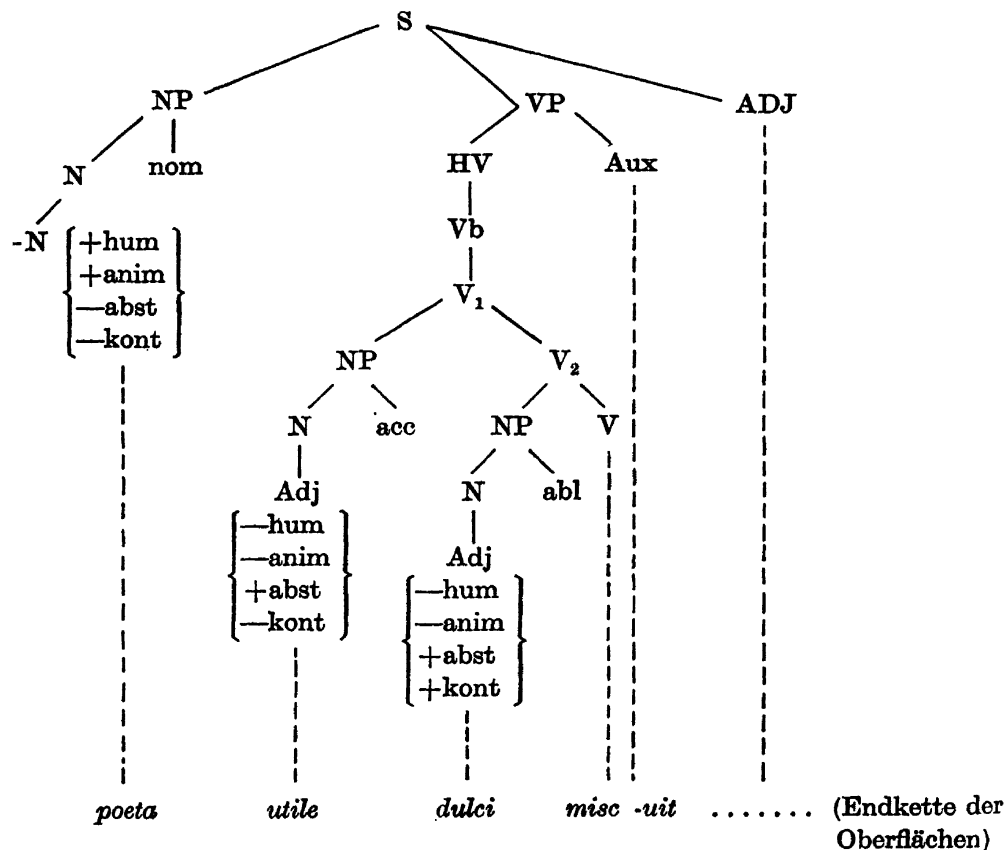 S
NP VP ADJ
N nom HV Aux
-N +hum Vb
+anim
—abst V₁
—kont
NP V₂
N acc NP V
Adj N abl
—hum
—anim Adj
+abst —hum
—kont —anim
+abst
+kont
poeta utile dulci misc -uit ....... (Endkette der
Oberflächen)